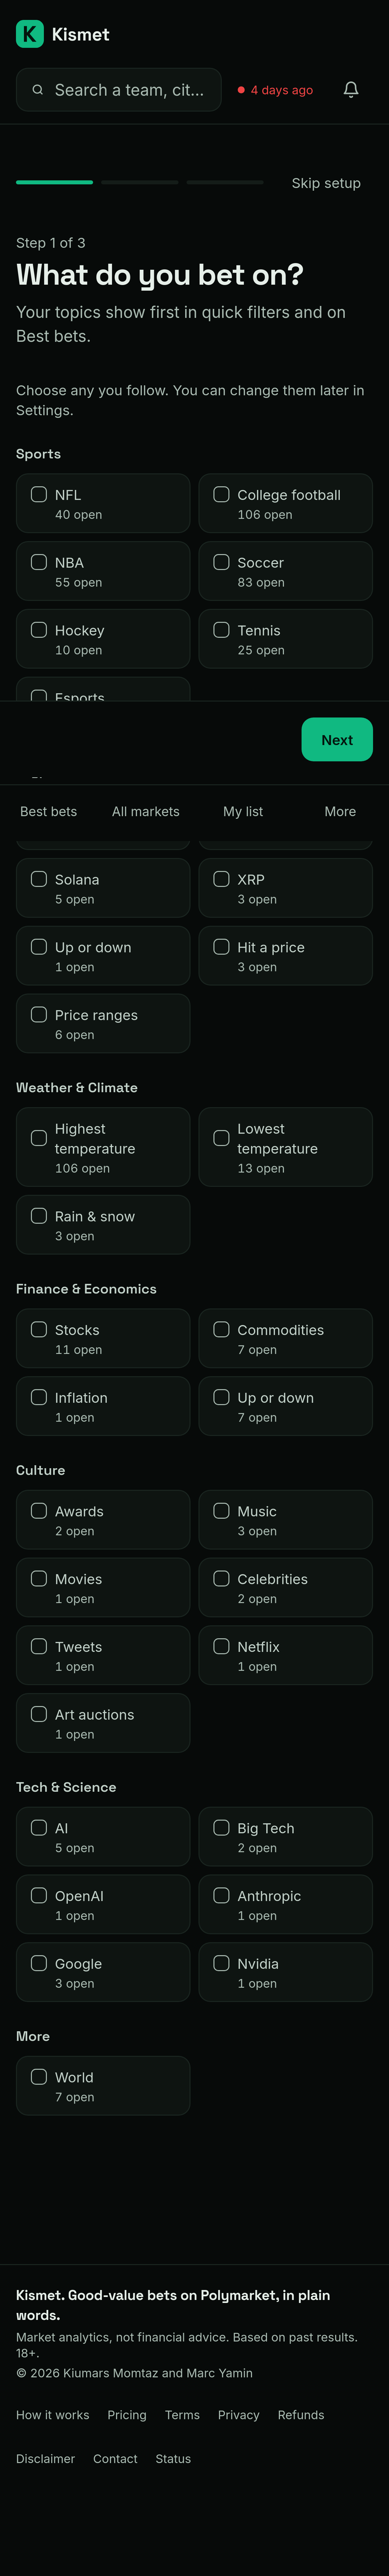 K Kismet
Search a team, cit...
4 days ago
Skip setup
Step 1 of 3
What do you bet on?
Your topics show first in quick filters and on
Best bets.
Choose any you follow. You can change them later in
Settings.
Sports
NFL
40 open
College football
106 open
NBA
55 open
Soccer
83 open
Hockey
10 open
Tennis
25 open
Esports
Next
Best bets
All markets
My list
More
Solana
5 open
XRP
3 open
Up or down
1 open
Hit a price
3 open
Price ranges
6 open
Weather & Climate
Highest
temperature
106 open
Lowest
temperature
13 open
Rain & snow
3 open
Finance & Economics
Stocks
11 open
Commodities
7 open
Inflation
1 open
Up or down
7 open
Culture
Awards
2 open
Music
3 open
Movies
1 open
Celebrities
2 open
Tweets
1 open
Netflix
1 open
Art auctions
1 open
Tech & Science
AI
5 open
Big Tech
2 open
OpenAI
1 open
Anthropic
1 open
Google
3 open
Nvidia
1 open
More
World
7 open
Kismet. Good-value bets on Polymarket, in plain
words.
Market analytics, not financial advice. Based on past results.
18+.
© 2026 Kiumars Momtaz and Marc Yamin
How it works
Pricing
Terms
Privacy
Refunds
Disclaimer
Contact
Status